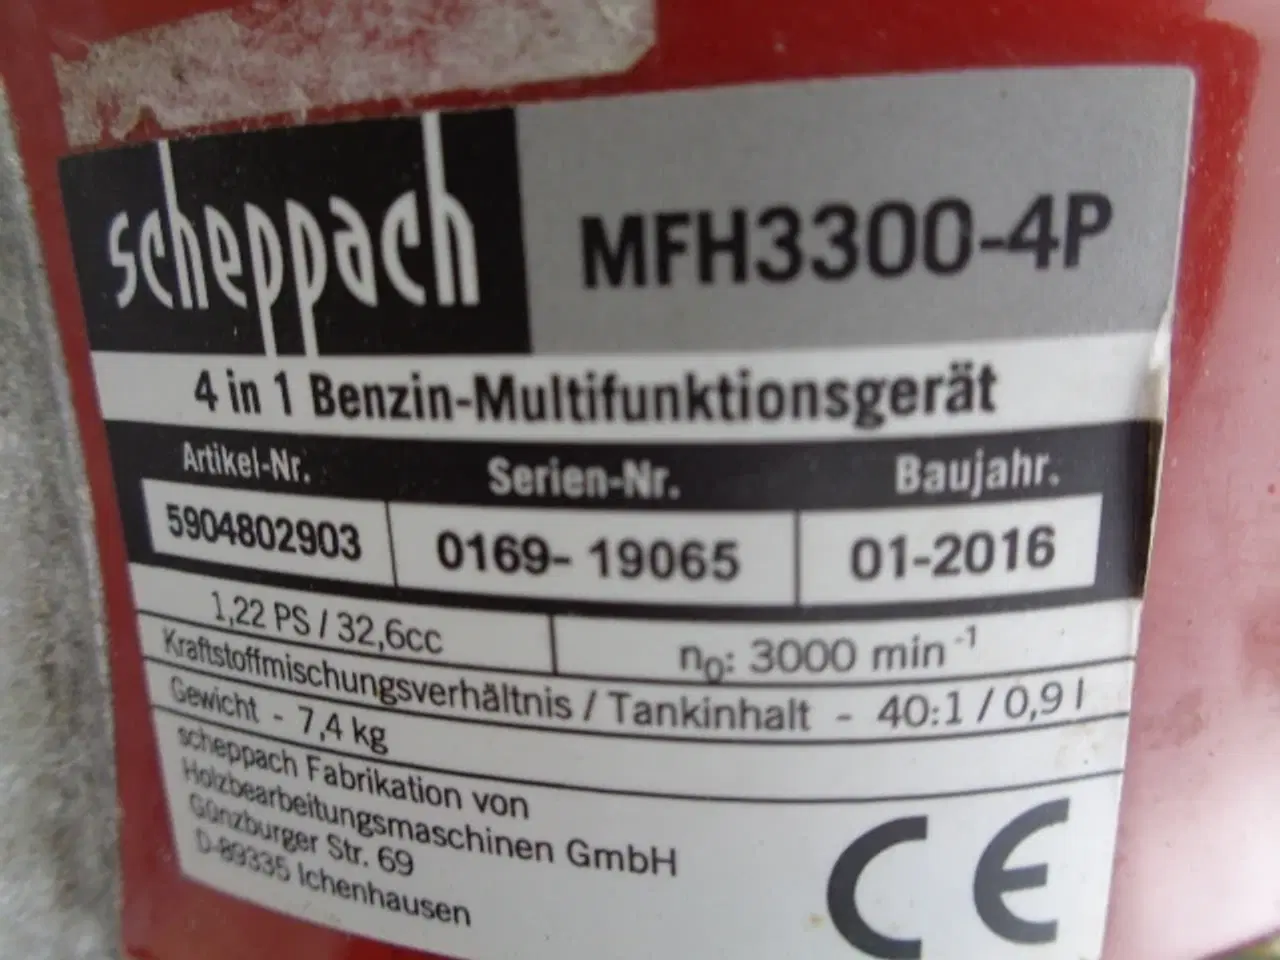 scheppach
MFH3300-4P
4 in 1 Benzin-Multifunktionsgerät
Artikel-Nr. Serien-Nr. Baujahr.
5904802903 0169- 19065 01-2016
1,22 PS / 32,6cc n₀: 3000 min⁻¹
Kraftstoffmischungsverhältnis / Tankinhalt - 40:1 / 0,9 l
Gewicht - 7,4 kg
scheppach Fabrikation von
Holzbearbeitungsmaschinen GmbH
Günzburger Str. 69
D-89335 Ichenhausen
CE